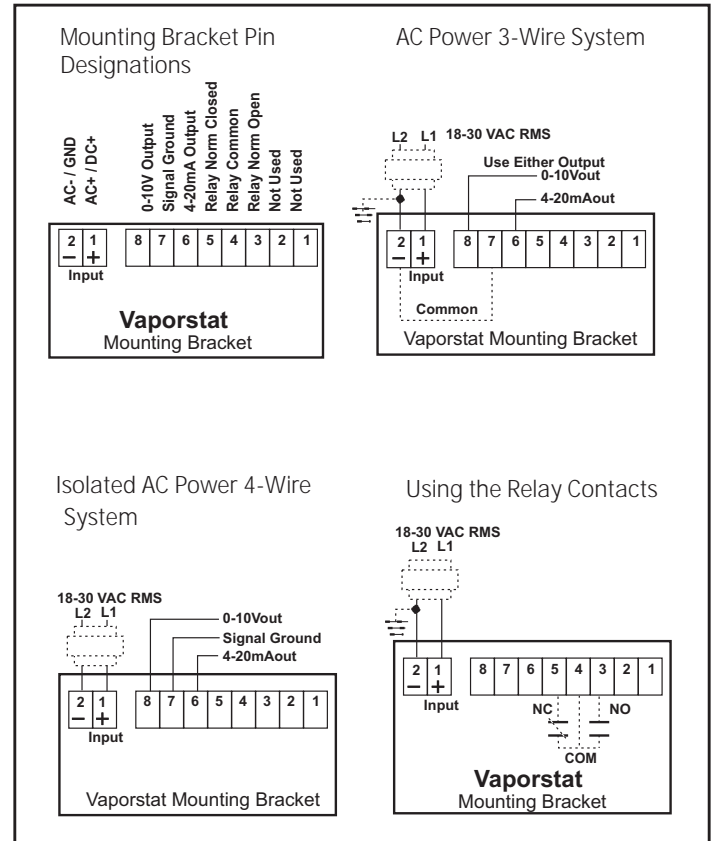 Mounting Bracket Pin
Designations
AC- / GND
AC+ / DC+
0-10V Output
Signal Ground
4-20mA Output
Relay Norm Closed
Relay Common
Relay Norm Open
Not Used
Not Used
2 1
− +
Input
8 7 6 5 4 3 2 1
Vaporstat
Mounting Bracket
AC Power 3-Wire System
L2 L1 18-30 VAC RMS
Use Either Output
0-10Vout
4-20mAout
2 1
− +
Input
8 7 6 5 4 3 2 1
Common
Vaporstat Mounting Bracket
Isolated AC Power 4-Wire
System
18-30 VAC RMS
L2 L1
0-10Vout
Signal Ground
4-20mAout
2 1
− +
Input
8 7 6 5 4 3 2 1
Vaporstat Mounting Bracket
Using the Relay Contacts
18-30 VAC RMS
L2 L1
2 1
− +
Input
8 7 6 5 4 3 2 1
NC NO
COM
Vaporstat
Mounting Bracket